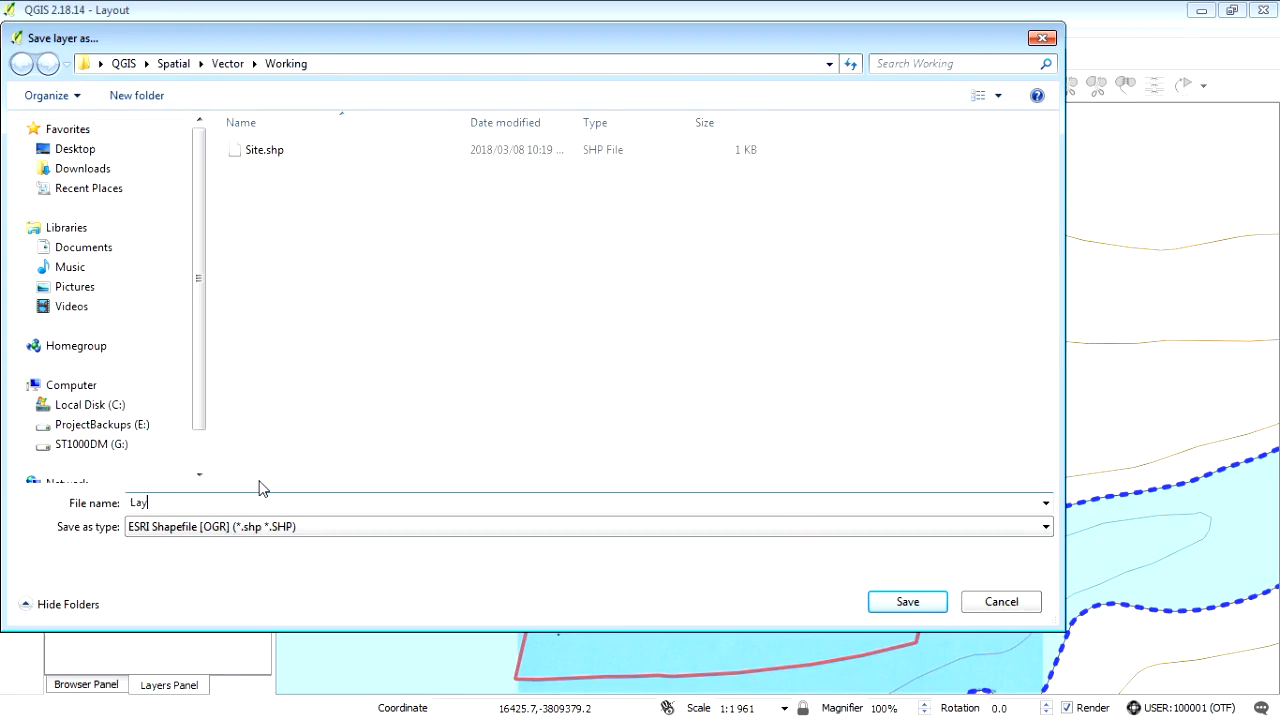 QGIS 2.18.14 - Layout
Save layer as...
QGIS Spatial Vector Working
Search Working
Organize New folder
Name Date modified Type Size
Site.shp 2018/03/08 10:19 ... SHP File 1 KB
Favorites
Desktop
Downloads
Recent Places
Libraries
Documents
Music
Pictures
Videos
Homegroup
Computer
Local Disk (C:)
ProjectBackups (E:)
ST1000DM (G:)
Network
File name: Lay
Save as type: ESRI Shapefile [OGR] (*.shp *.SHP)
Hide Folders
Save Cancel
Browser Panel Layers Panel
Coordinate 16425.7,-3809379.2 Scale 1:1 961 Magnifier 100% Rotation 0.0 Render USER:100001 (OTF)